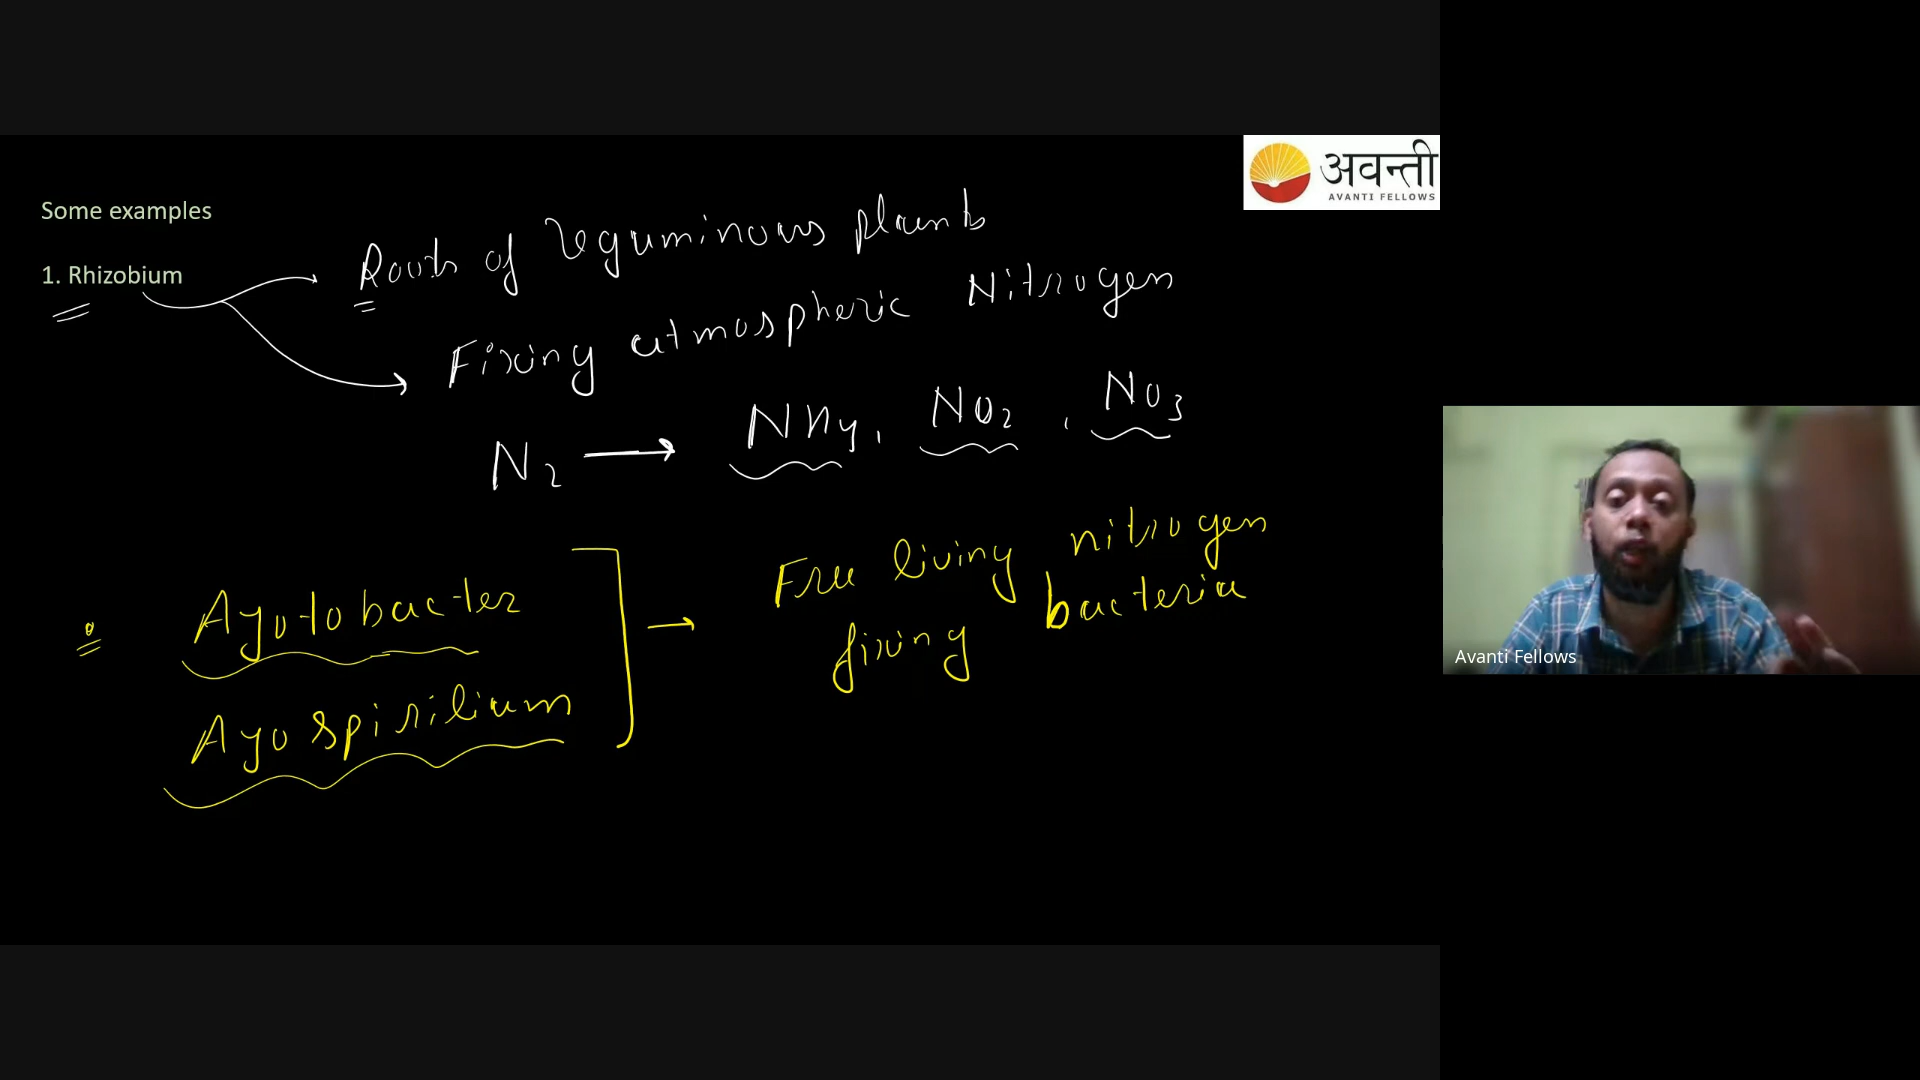 अवन्ती
AVANTI FELLOWS
Some examples
1. Rhizobium
Roots of leguminous plants
Fixing atmospheric Nitrogen
N2 → NH4, NO2, NO3
Azotobacter
Azospirilium
→ Free living nitrogen
fixing bacteria
Avanti Fellows